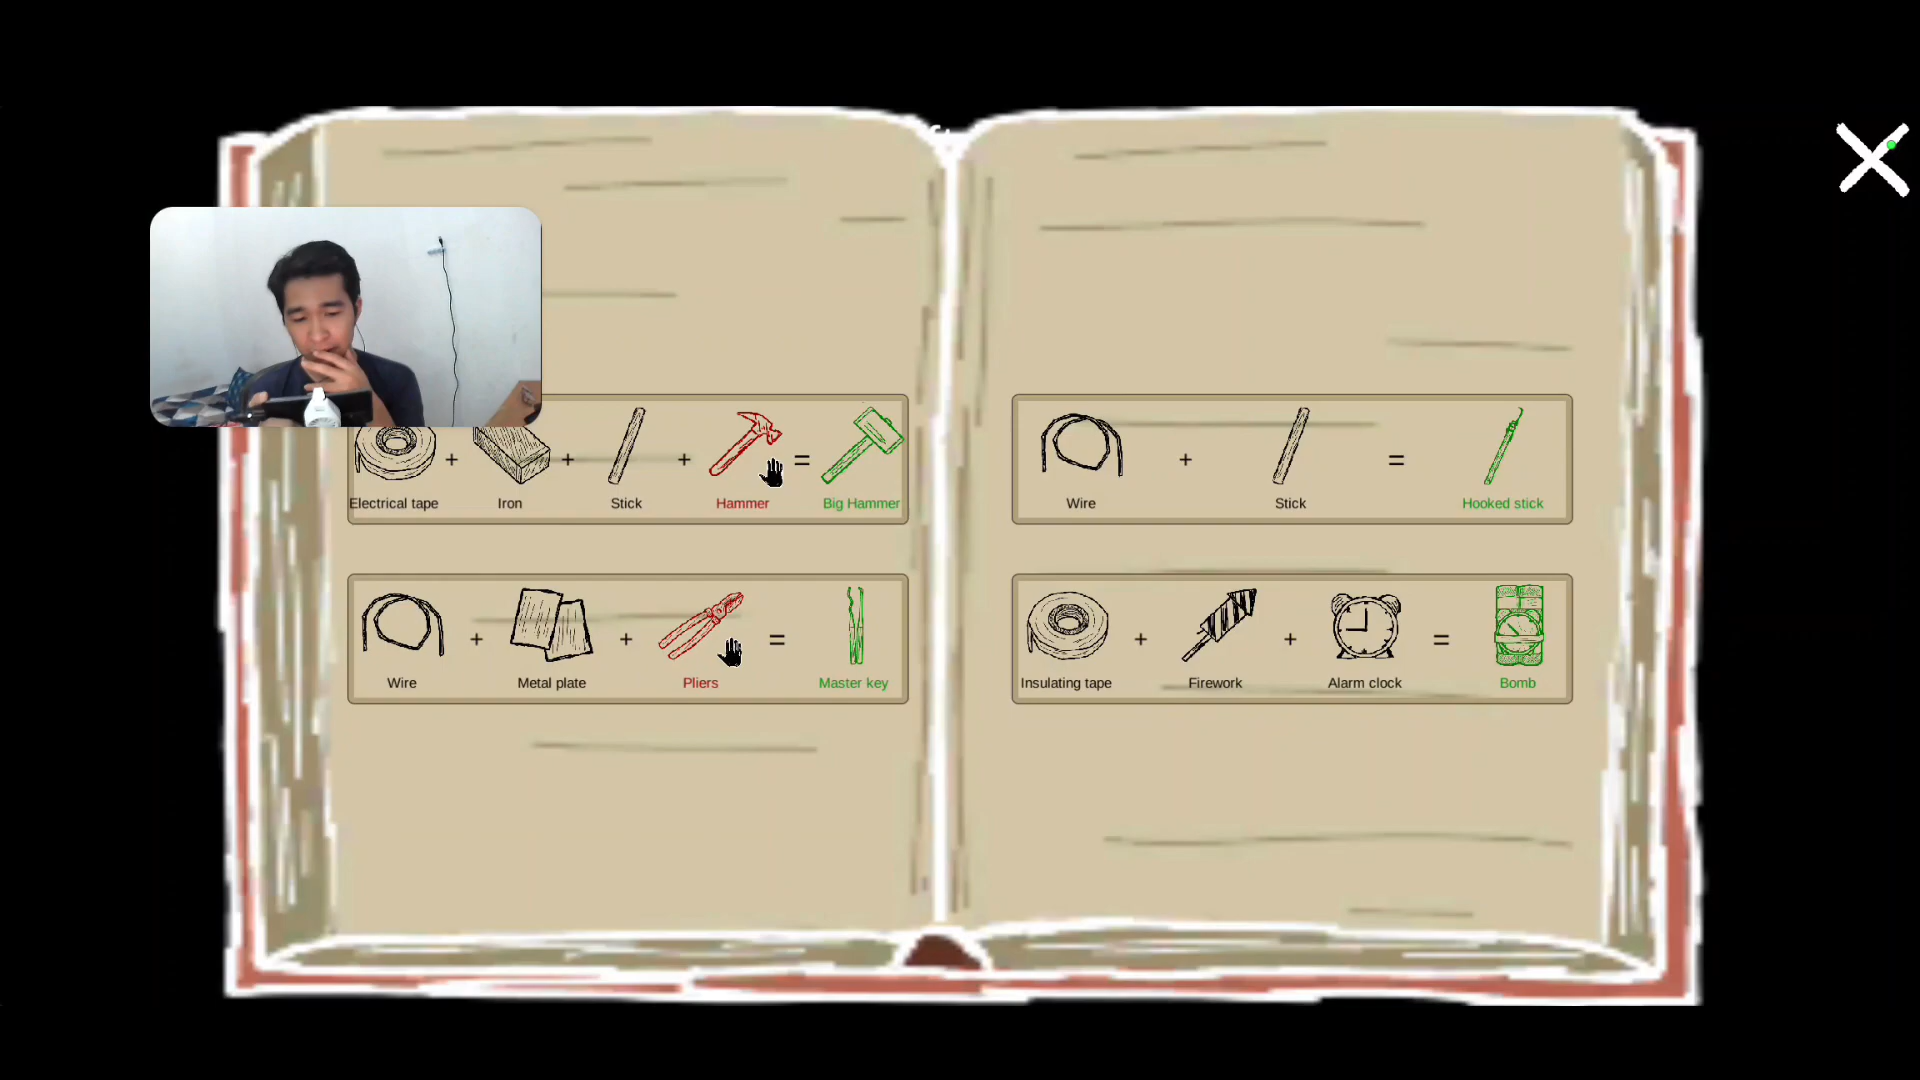 Electrical tape + Iron + Stick + Hammer = Big Hammer
Wire + Metal plate + Pliers = Master key
Wire + Stick = Hooked stick
Insulating tape + Firework + Alarm clock = Bomb